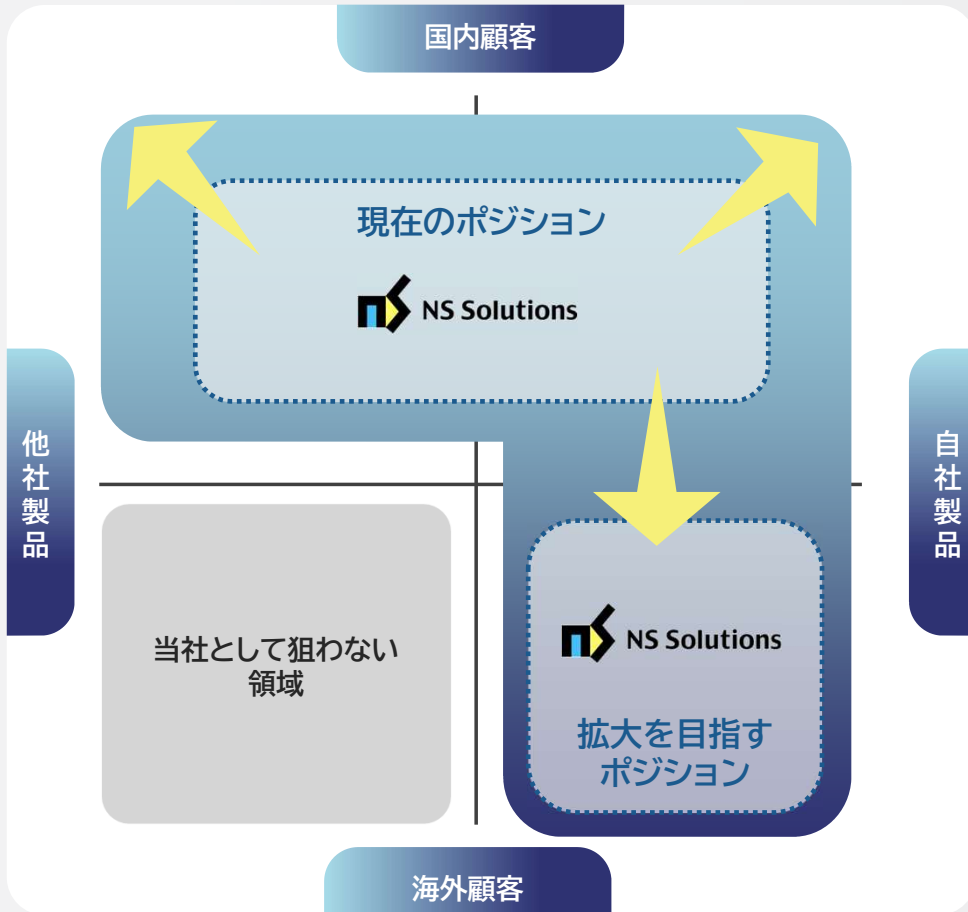 国内顧客
現在のポジション
NS Solutions
他社製品
自社製品
当社として狙わない
領域
NS Solutions
拡大を目指す
ポジション
海外顧客